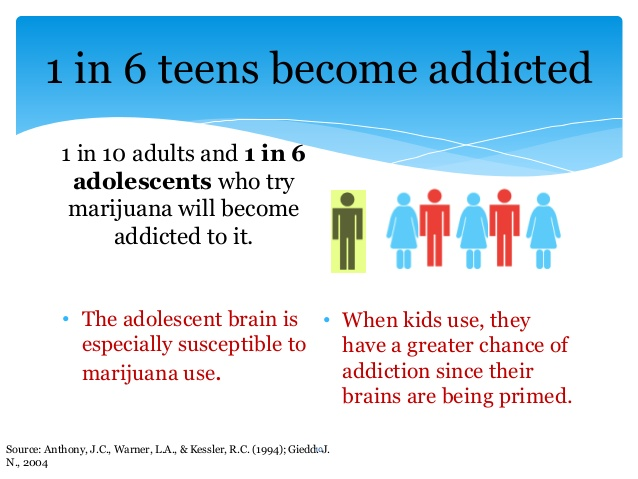 1 in 6 teens become addicted
1 in 10 adults and 1 in 6
adolescents who try
marijuana will become
addicted to it.
• The adolescent brain is
especially susceptible to
marijuana use.
• When kids use, they
have a greater chance of
addiction since their
brains are being primed.
Source: Anthony, J.C., Warner, L.A., & Kessler, R.C. (1994); Giedd, J.
N., 2004